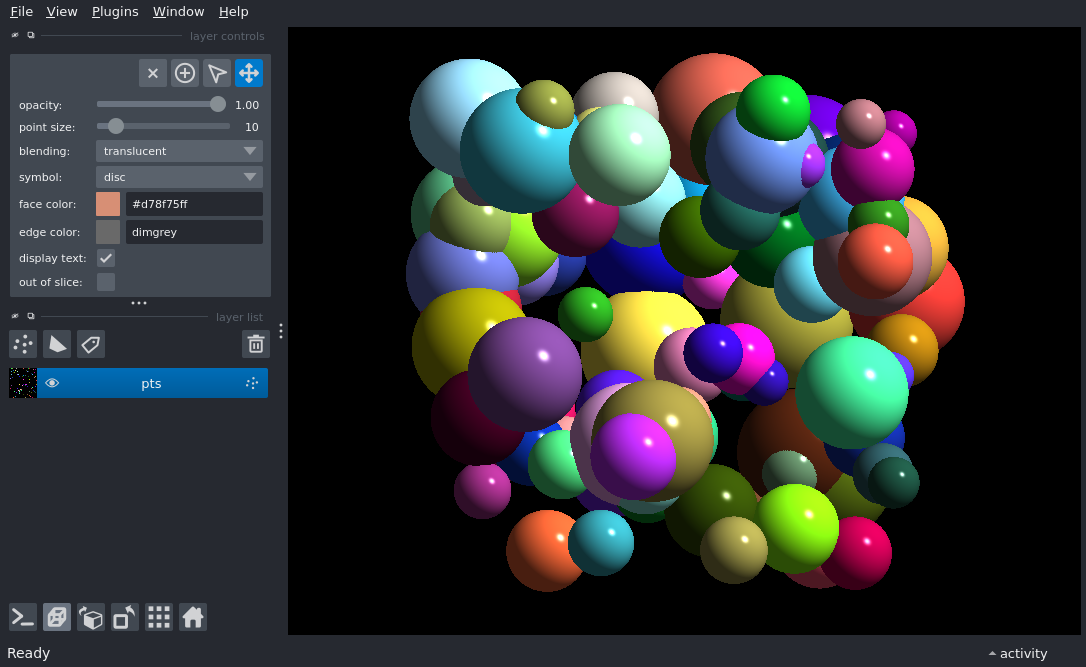 File View Plugins Window Help
layer controls
opacity: 1.00
point size: 10
blending: translucent
symbol: disc
face color: #d78f75ff
edge color: dimgrey
display text:
out of slice:
layer list
pts
Ready
activity